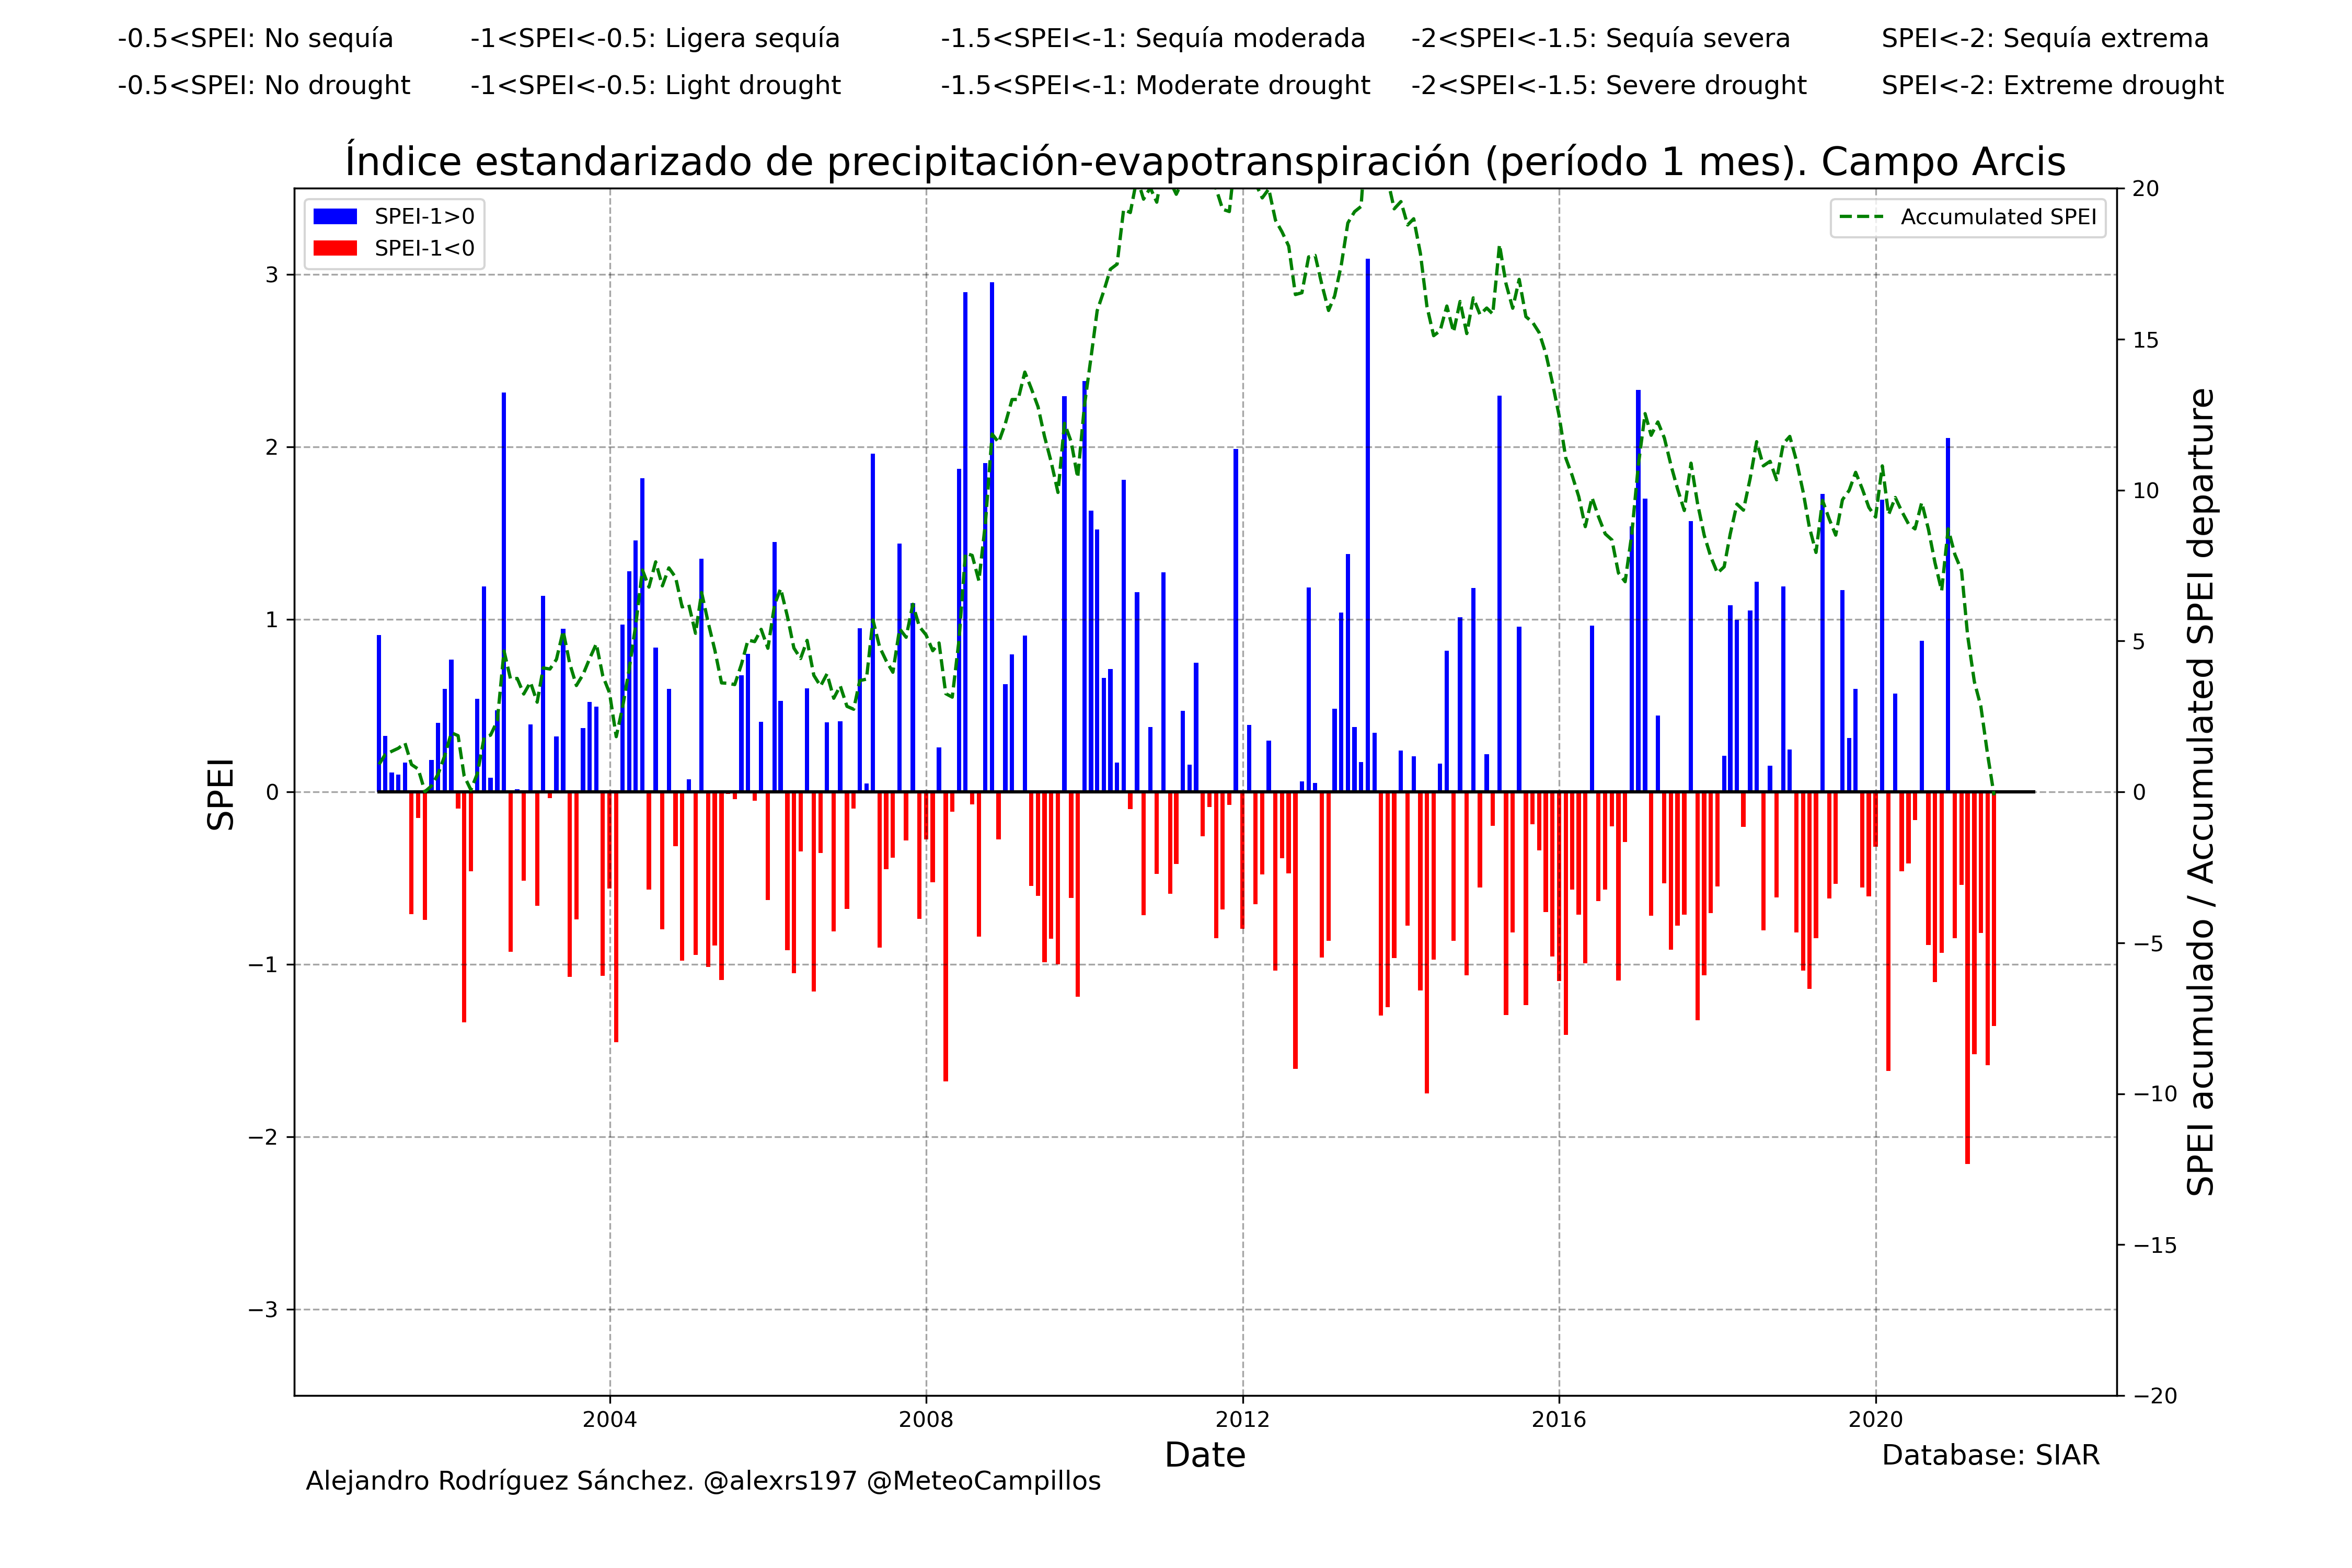 -0.5<SPEI: No sequía -1<SPEI<-0.5: Ligera sequía -1.5<SPEI<-1: Sequía moderada -2<SPEI<-1.5: Sequía severa SPEI<-2: Sequía extrema
-0.5<SPEI: No drought -1<SPEI<-0.5: Light drought -1.5<SPEI<-1: Moderate drought -2<SPEI<-1.5: Severe drought SPEI<-2: Extreme drought
Índice estandarizado de precipitación-evapotranspiración (período 1 mes). Campo Arcis
SPEI-1>0
SPEI-1<0
Accumulated SPEI
SPEI
3
2
1
0
−1
−2
−3
20
15
10
5
0
−5
−10
−15
−20
SPEI acumulado / Accumulated SPEI departure
2004 2008 2012 2016 2020
Date
Database: SIAR
Alejandro Rodríguez Sánchez. @alexrs197 @MeteoCampillos